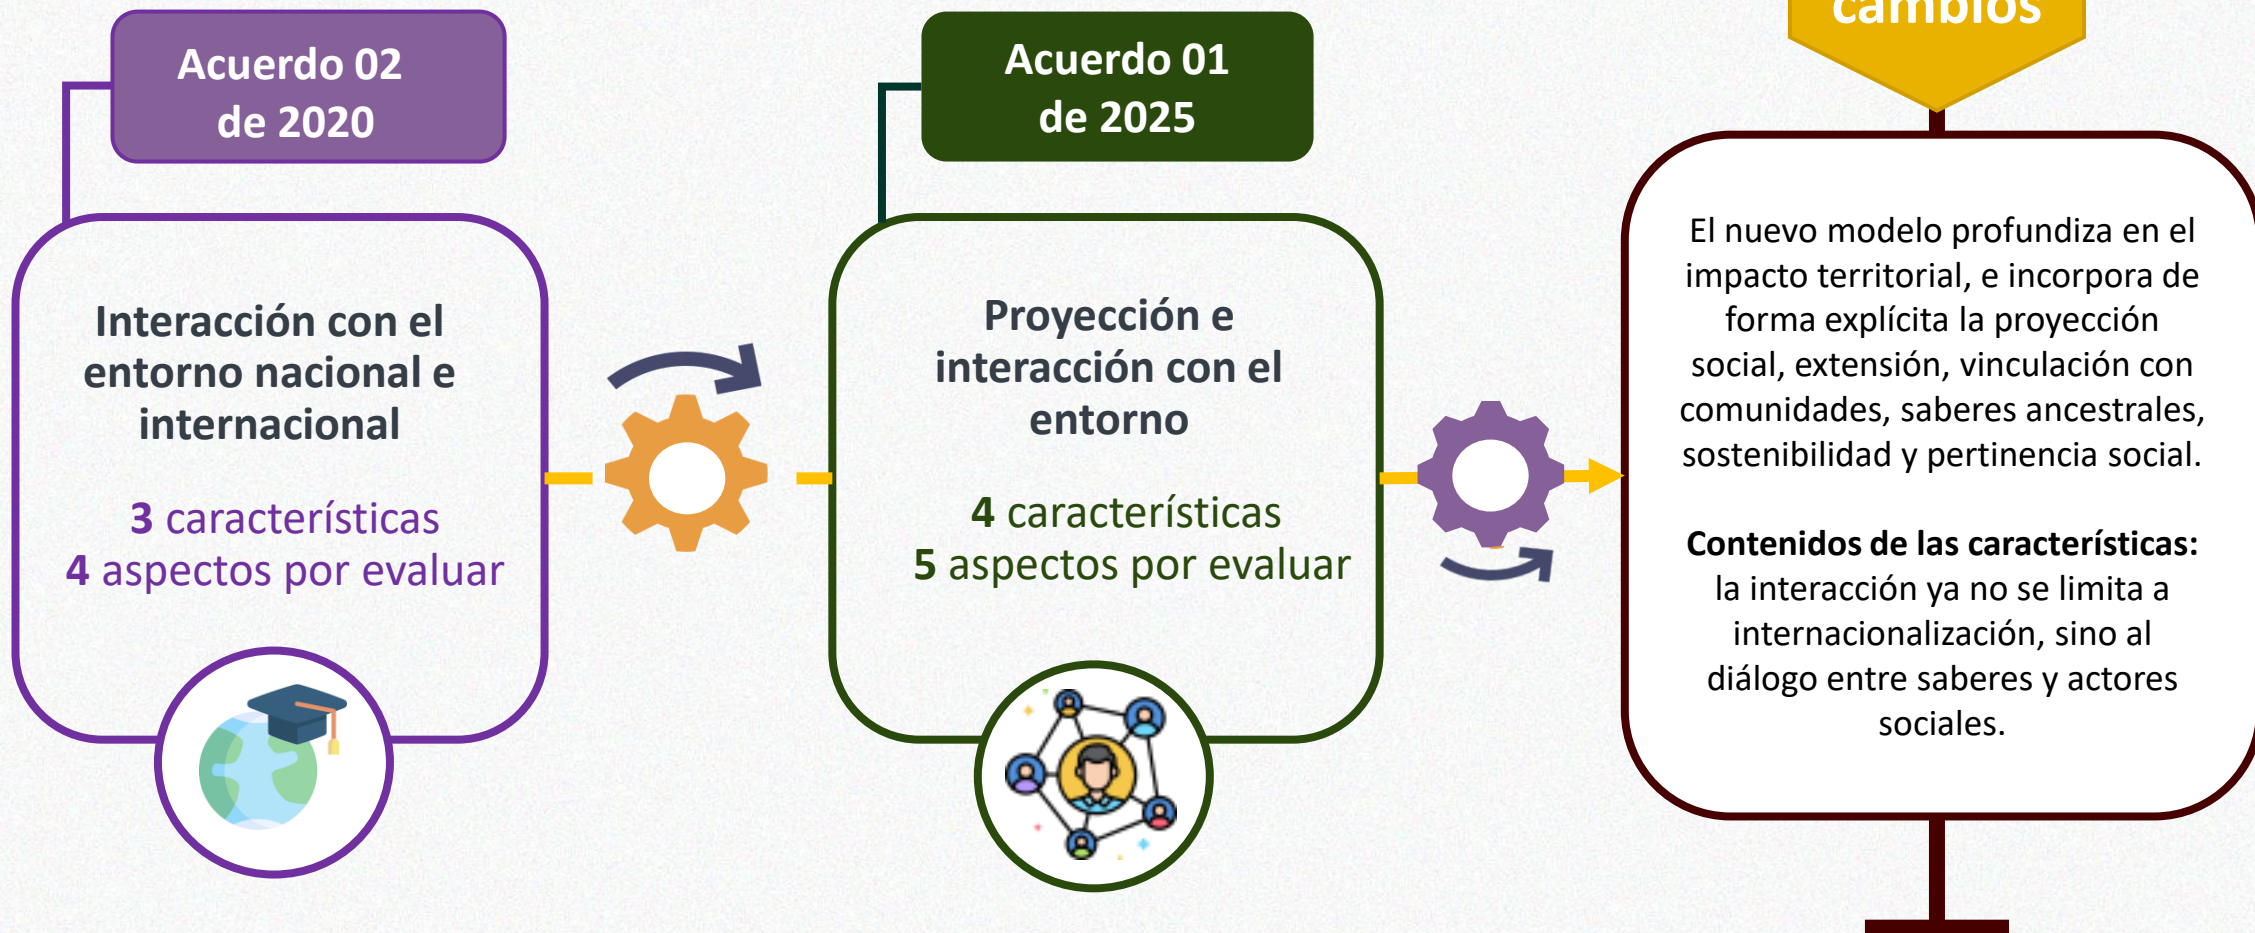 Acuerdo 02
de 2020
Interacción con el
entorno nacional e
internacional
3 características
4 aspectos por evaluar
Acuerdo 01
de 2025
Proyección e
interacción con el
entorno
4 características
5 aspectos por evaluar
cambios
El nuevo modelo profundiza en el
impacto territorial, e incorpora de
forma explícita la proyección
social, extensión, vinculación con
comunidades, saberes ancestrales,
sostenibilidad y pertinencia social.
Contenidos de las características:
la interacción ya no se limita a
internacionalización, sino al
diálogo entre saberes y actores
sociales.